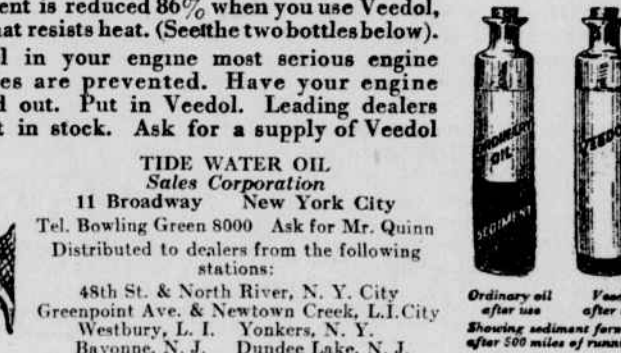 ent is reduced 86% when you use Veedol,
hat resists heat. (See the two bottles below).
l in your engine most serious engine
es are prevented. Have your engine
d out. Put in Veedol. Leading dealers
t in stock. Ask for a supply of Veedol
TIDE WATER OIL
Sales Corporation
11 Broadway New York City
Tel. Bowling Green 8000 Ask for Mr. Quinn
Distributed to dealers from the following
stations:
48th St. & North River, N. Y. City
Greenpoint Ave. & Newtown Creek, L.I.City
Westbury, L. I. Yonkers, N. Y.
Bayonne, N. J. Dundee Lake, N. J.
ORDINARY
OIL
SEDIMENT
VEEDO
Ordinary oil
after use
Veed
after
Showing sediment form
after 500 miles of runn